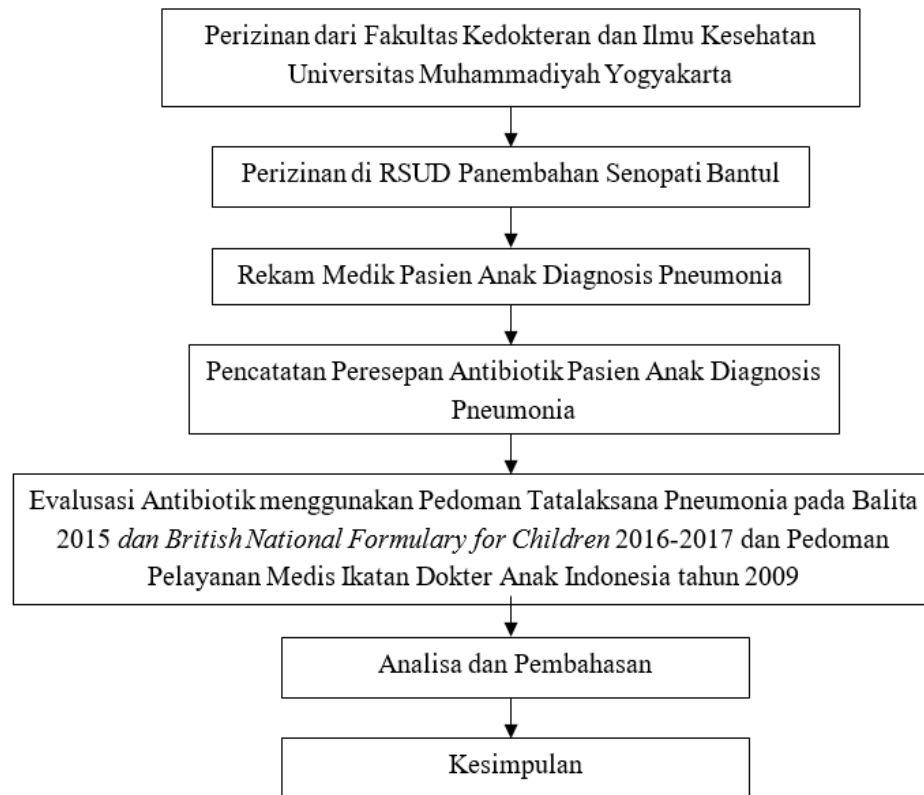 Perizinan dari Fakultas Kedokteran dan Ilmu Kesehatan
Universitas Muhammadiyah Yogyakarta
Perizinan di RSUD Panembahan Senopati Bantul
Rekam Medik Pasien Anak Diagnosis Pneumonia
Pencatatan Peresepan Antibiotik Pasien Anak Diagnosis
Pneumonia
Evalusasi Antibiotik menggunakan Pedoman Tatalaksana Pneumonia pada Balita
2015 dan British National Formulary for Children 2016-2017 dan Pedoman
Pelayanan Medis Ikatan Dokter Anak Indonesia tahun 2009
Analisa dan Pembahasan
Kesimpulan